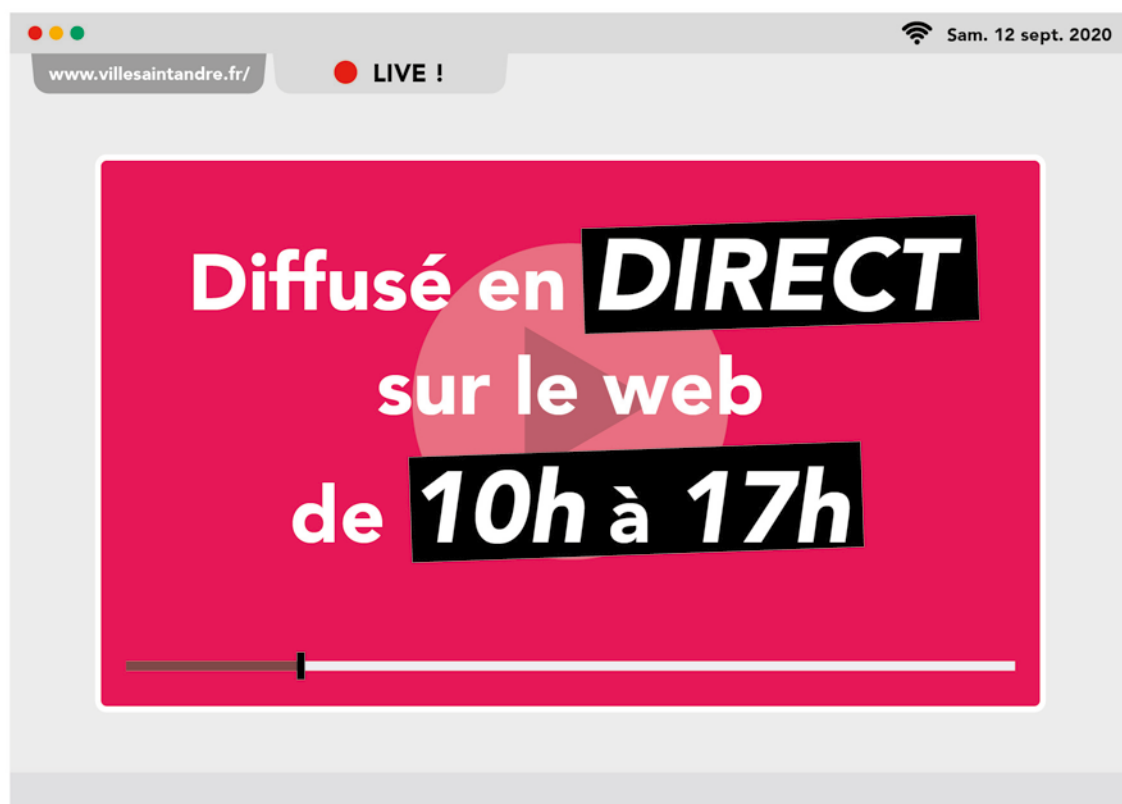 Sam. 12 sept. 2020
www.villesaintandre.fr/
LIVE !
Diffusé en DIRECT
sur le web
de 10h à 17h